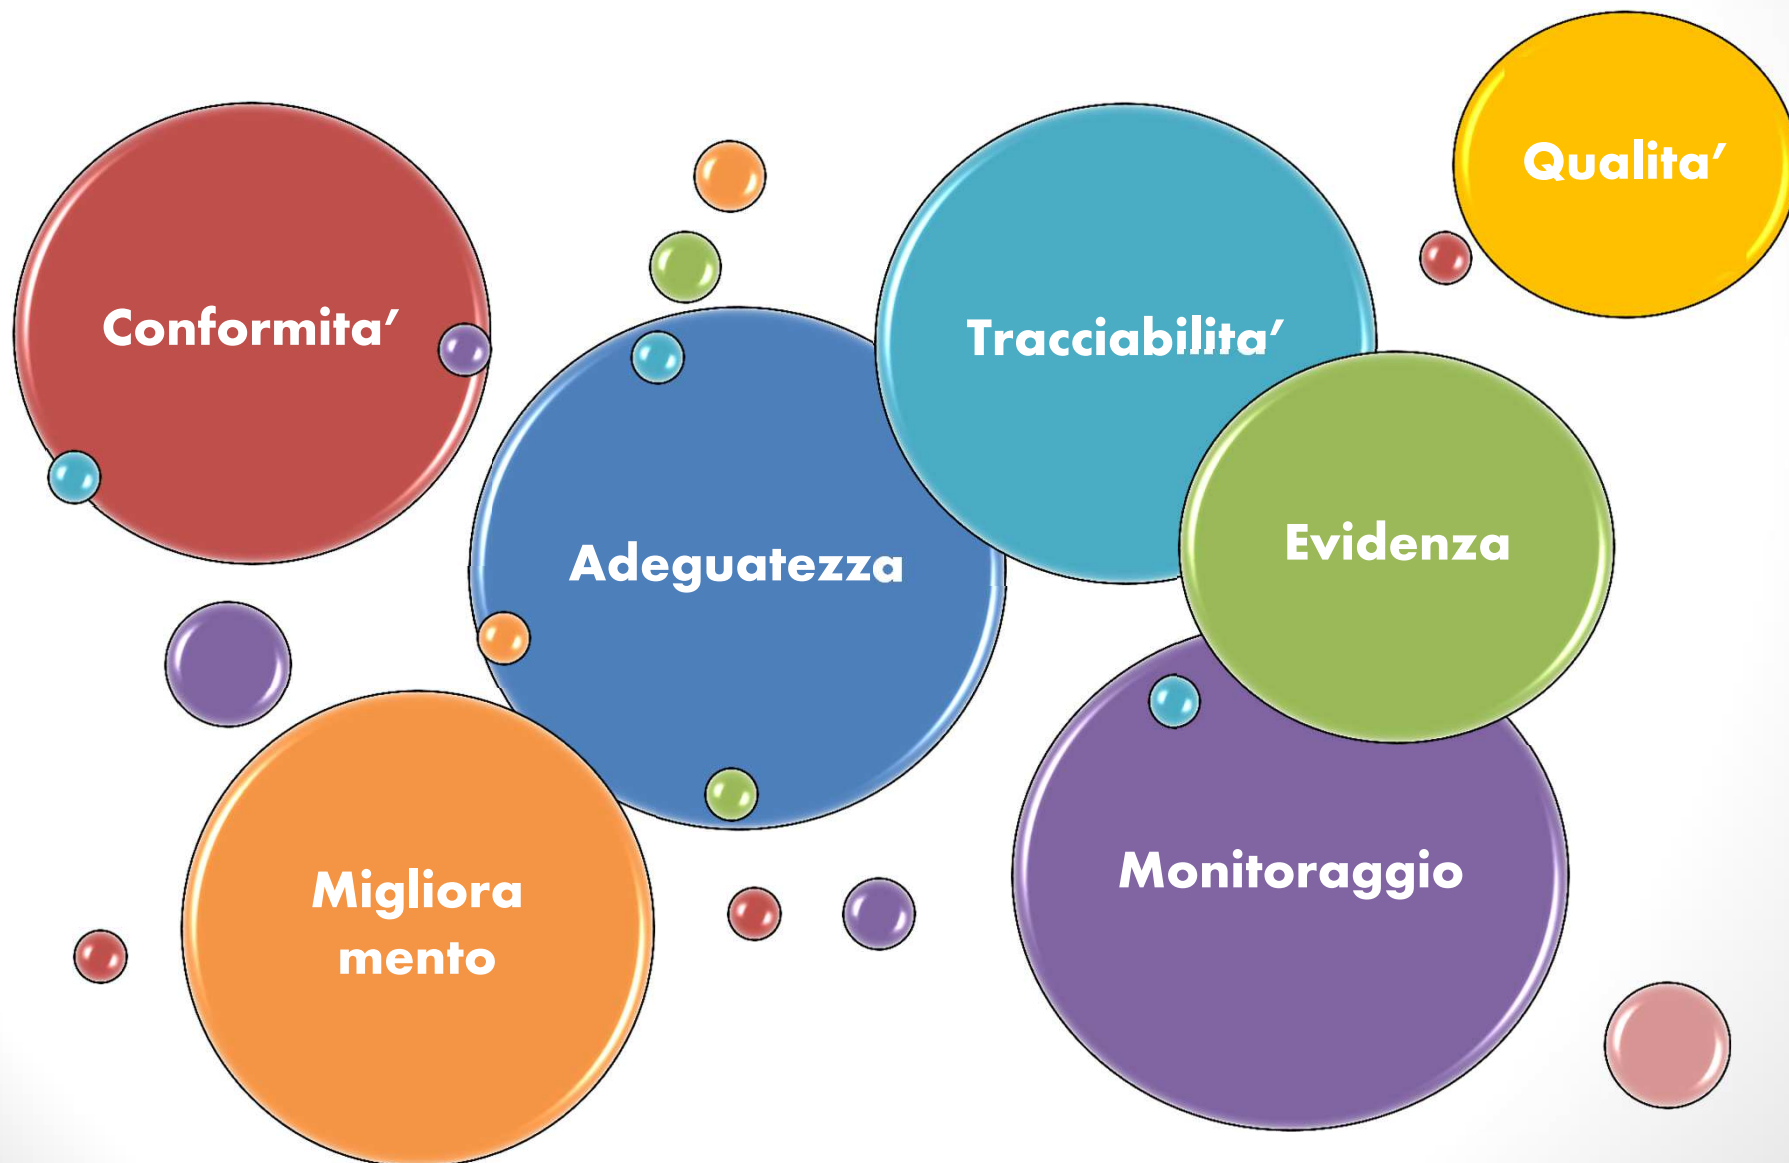 Qualita’
Conformita’
Tracciabilita’
Evidenza
Adeguatezza
Monitoraggio
Migliora
mento